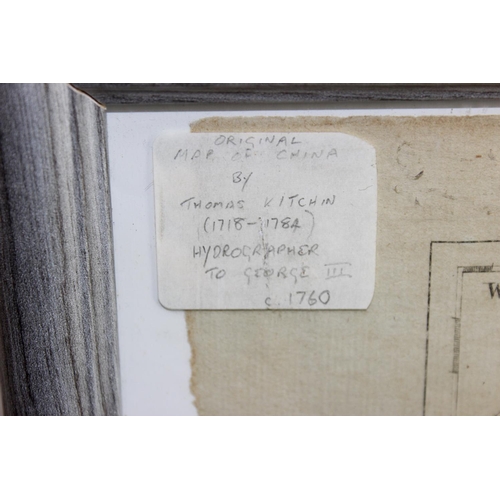 ORIGINAL
MAP OF CHINA
By
THOMAS KITCHIN
(1718-1784)
HYDROGRAPHER
TO GEORGE III
c. 1760
W